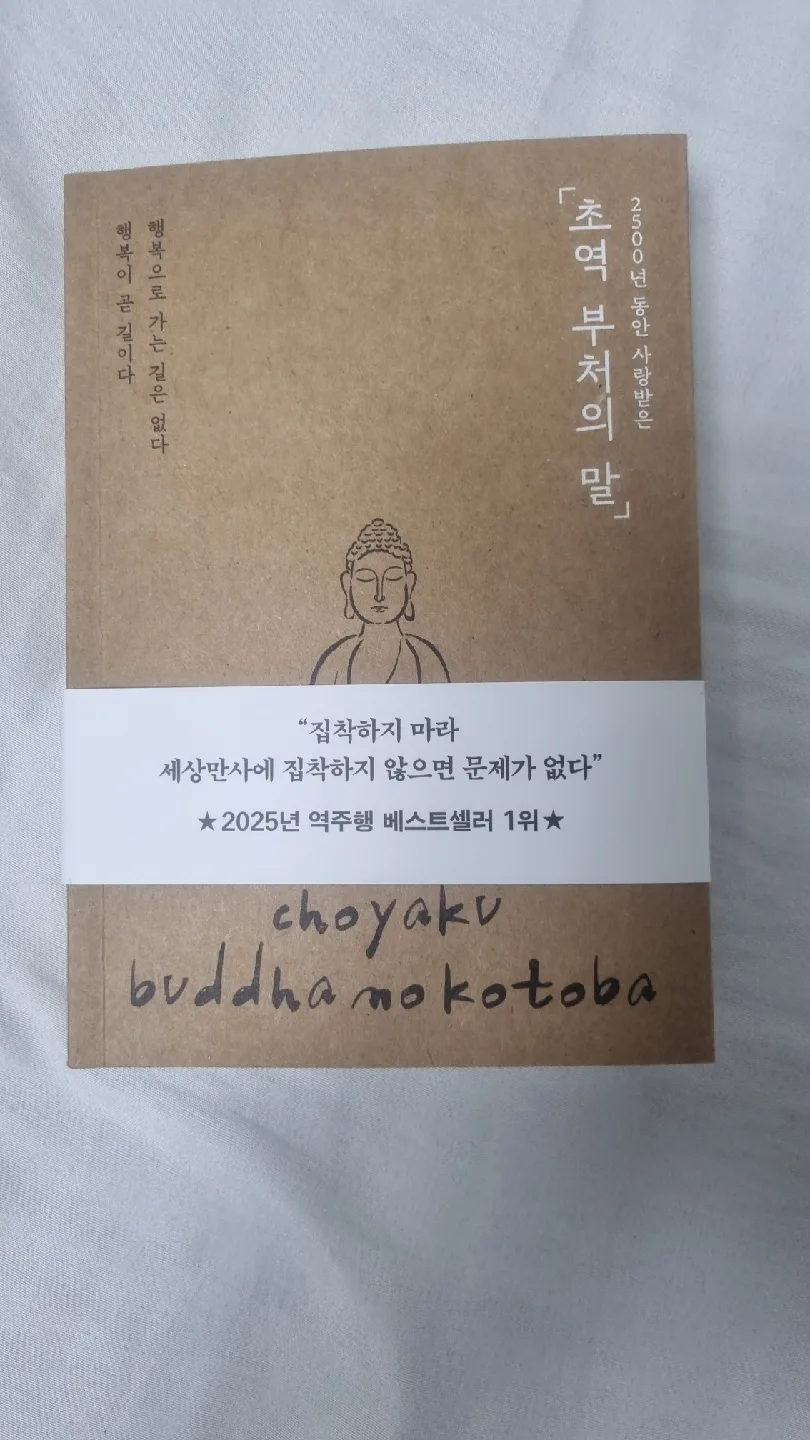 2500년 동안 사랑받은
「초역 부처의 말」
행복으로 가는 길은 없다
행복이 곧 길이다
“집착하지 마라
세상만사에 집착하지 않으면 문제가 없다”
★2025년 역주행 베스트셀러 1위★
choyaku
buddha no kotoba